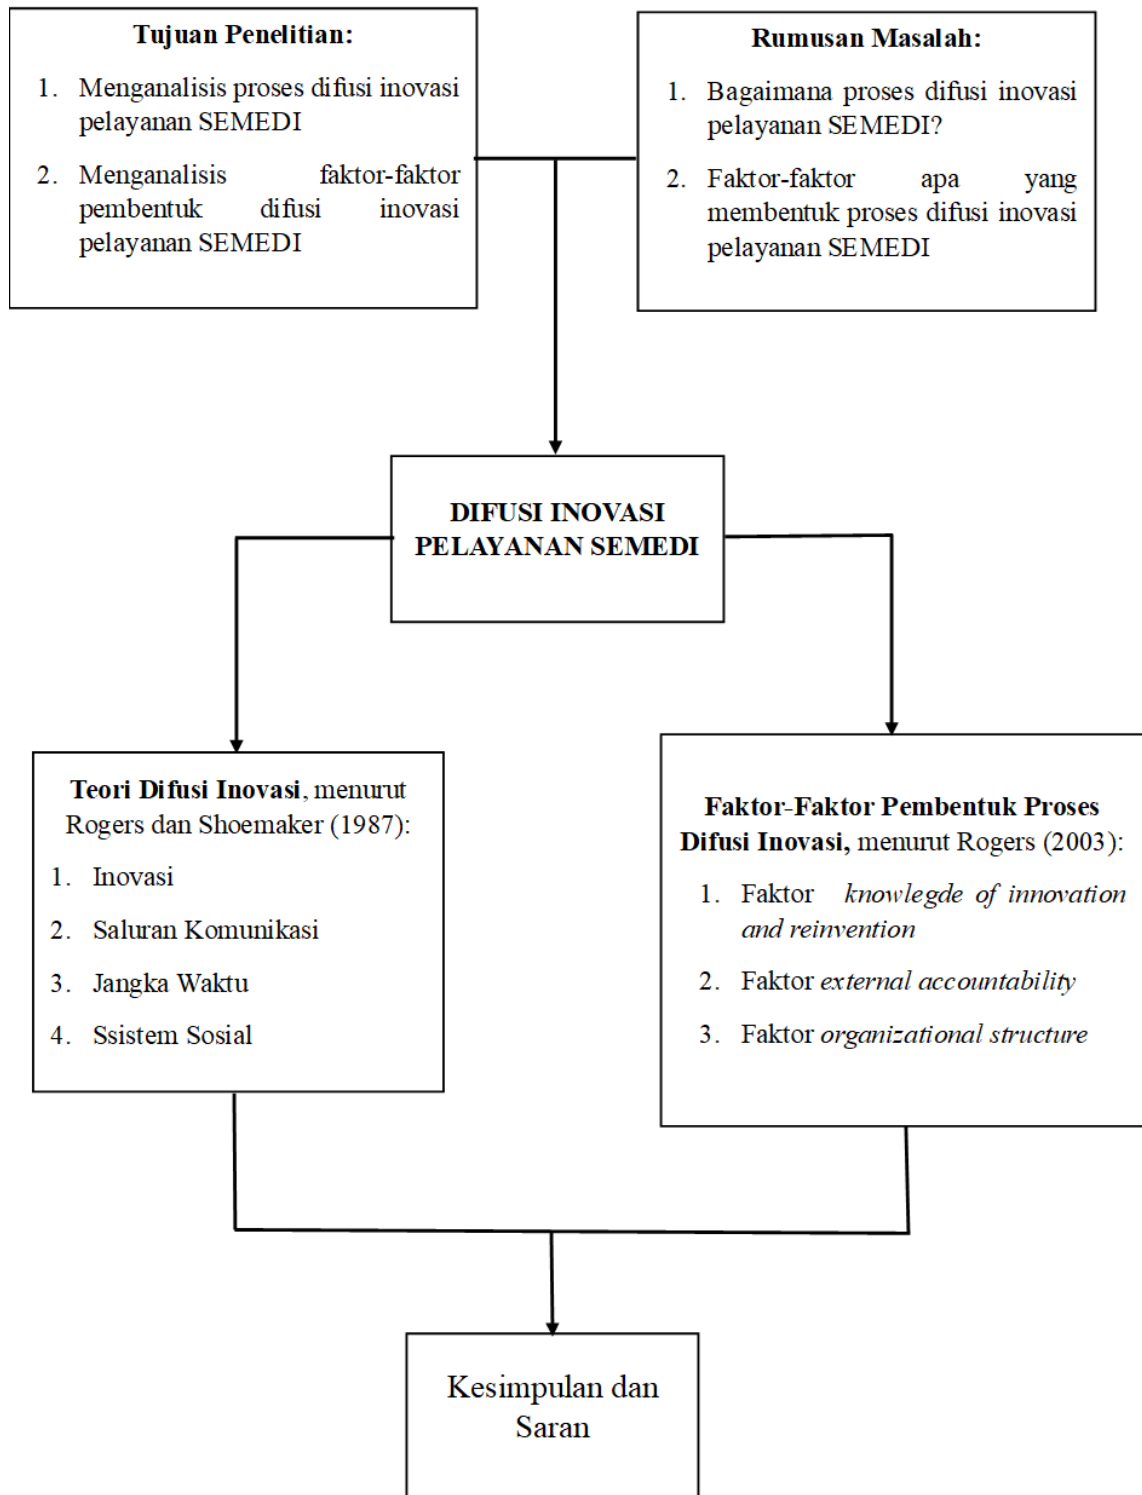 Tujuan Penelitian:
1. Menganalisis proses difusi inovasi
pelayanan SEMEDI
2. Menganalisis faktor-faktor
pembentuk difusi inovasi
pelayanan SEMEDI
Rumusan Masalah:
1. Bagaimana proses difusi inovasi
pelayanan SEMEDI?
2. Faktor-faktor apa yang
membentuk proses difusi inovasi
pelayanan SEMEDI
DIFUSI INOVASI
PELAYANAN SEMEDI
Teori Difusi Inovasi, menurut
Rogers dan Shoemaker (1987):
1. Inovasi
2. Saluran Komunikasi
3. Jangka Waktu
4. Ssistem Sosial
Faktor-Faktor Pembentuk Proses
Difusi Inovasi, menurut Rogers (2003):
1. Faktor knowlegde of innovation
and reinvention
2. Faktor external accountability
3. Faktor organizational structure
Kesimpulan dan
Saran